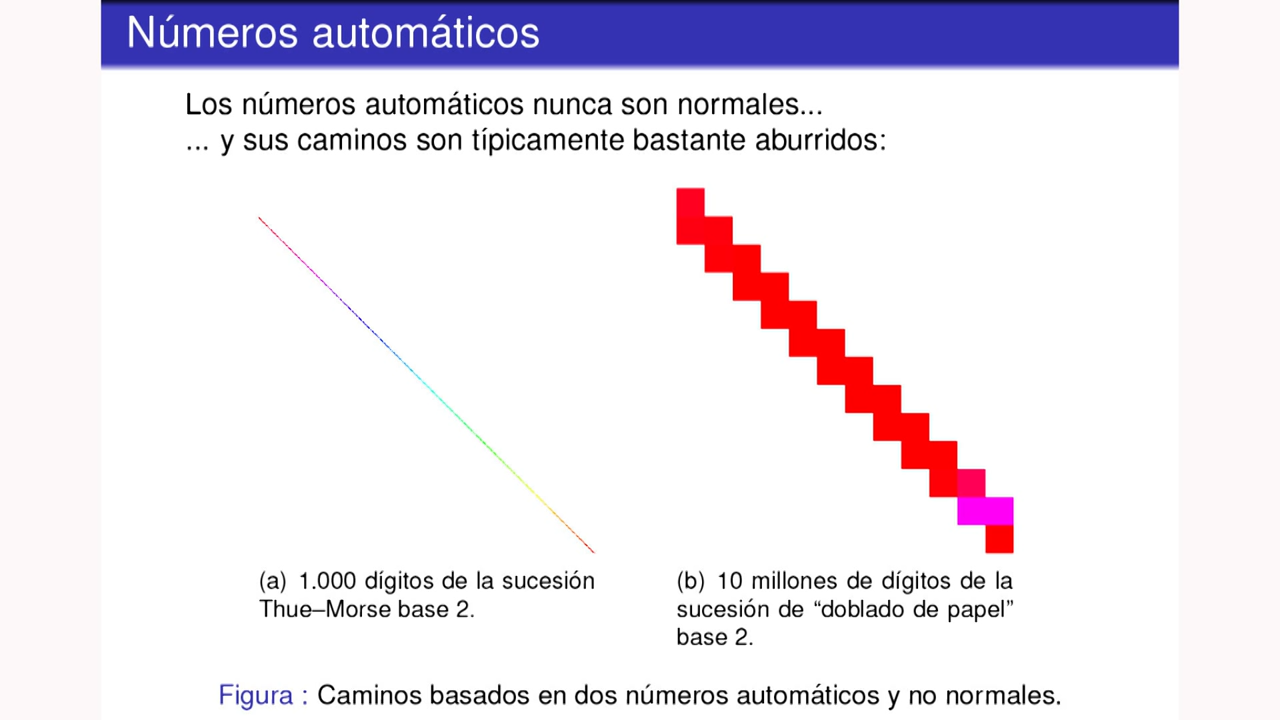 Números automáticos
Los números automáticos nunca son normales...
... y sus caminos son típicamente bastante aburridos:
(a) 1.000 dígitos de la sucesión
Thue–Morse base 2.
(b) 10 millones de dígitos de la
sucesión de “doblado de papel”
base 2.
Figura : Caminos basados en dos números automáticos y no normales.